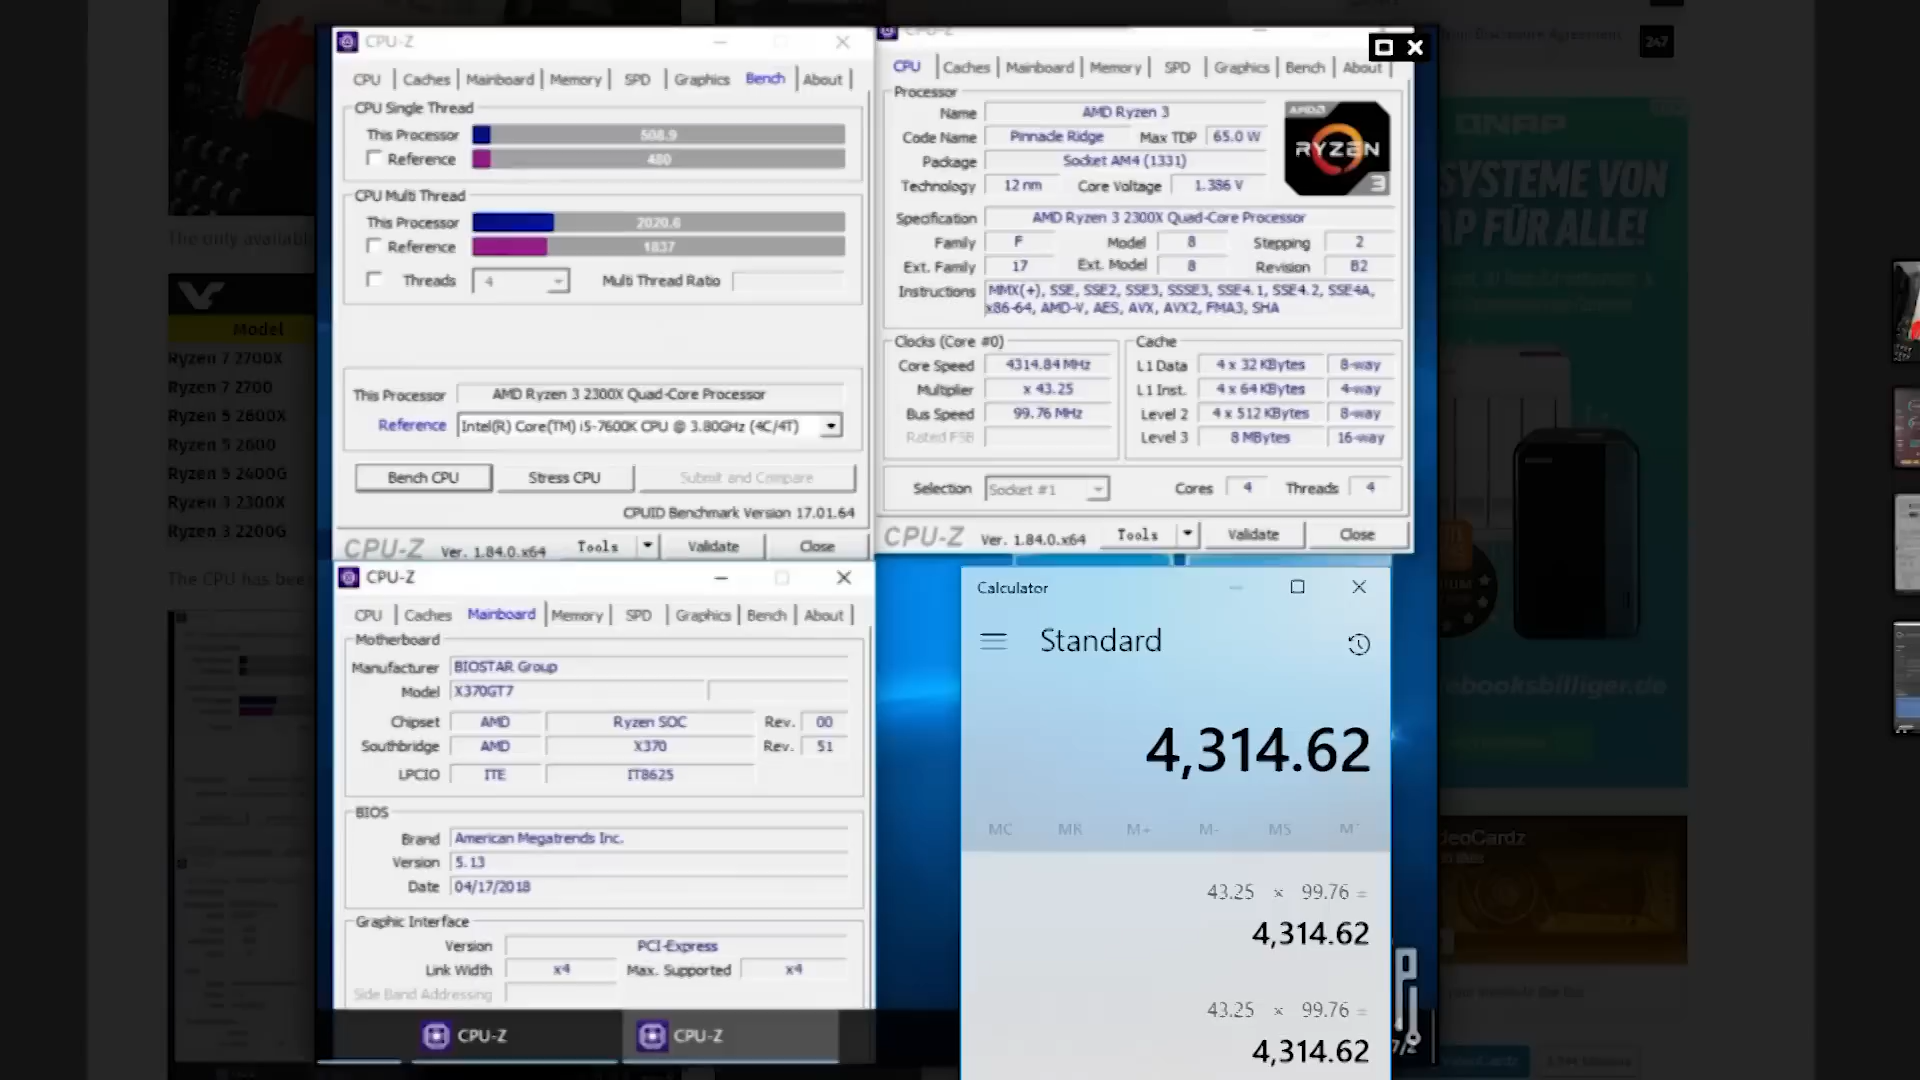 CPU-Z
CPU Caches Mainboard Memory SPD Graphics Bench About
CPU Single Thread
This Processor 508.9
Reference 480
CPU Multi Thread
This Processor 2020.6
Reference 1837
Threads 4 Multi Thread Ratio
This Processor AMD Ryzen 3 2300X Quad-Core Processor
Reference Intel(R) Core(TM) i5-7600K CPU @ 3.80GHz (4C/4T)
Bench CPU Stress CPU Submit and Compare
CPUID Benchmark Version 17.01.64
CPU-Z Ver. 1.84.0.x64 Tools Validate Close
CPU-Z
CPU Caches Mainboard Memory SPD Graphics Bench About
Processor
Name AMD Ryzen 3
Code Name Pinnacle Ridge Max TDP 65.0 W
Package Socket AM4 (1331)
Technology 12 nm Core Voltage 1.386 V
AMD RYZEN 3
Specification AMD Ryzen 3 2300X Quad-Core Processor
Family F Model 8 Stepping 2
Ext. Family 17 Ext. Model 8 Revision B2
Instructions MMX(+), SSE, SSE2, SSE3, SSSE3, SSE4.1, SSE4.2, SSE4A,
x86-64, AMD-V, AES, AVX, AVX2, FMA3, SHA
Clocks (Core #0)
Core Speed 4314.84 MHz
Multiplier x 43.25
Bus Speed 99.76 MHz
Rated FSB
Cache
L1 Data 4 x 32 KBytes 8-way
L1 Inst. 4 x 64 KBytes 4-way
Level 2 4 x 512 KBytes 8-way
Level 3 8 MBytes 16-way
Selection Socket #1 Cores 4 Threads 4
CPU-Z Ver. 1.84.0.x64 Tools Validate Close
CPU-Z
CPU Caches Mainboard Memory SPD Graphics Bench About
Motherboard
Manufacturer BIOSTAR Group
Model X370GT7
Chipset AMD Ryzen SOC Rev. 00
Southbridge AMD X370 Rev. 51
LPCIO ITE IT8625
BIOS
Brand American Megatrends Inc.
Version 5.13
Date 04/17/2018
Graphic Interface
Version PCI-Express
Link Width x4 Max. Supported x4
Side Band Addressing
CPU-Z CPU-Z
Calculator
Standard
4,314.62
MC MR M+ M- MS M
43.25 × 99.76 =
4,314.62
43.25 × 99.76 =
4,314.62
The only availabl
Model
Ryzen 7 2700X
Ryzen 7 2700
Ryzen 5 2600X
Ryzen 5 2600
Ryzen 5 2400G
Ryzen 3 2300X
Ryzen 3 2200G
The CPU has bee
247
QNAP
SYSTEME VON
AP FÜR ALLE!
ebooksbilliger.de
deoCardz